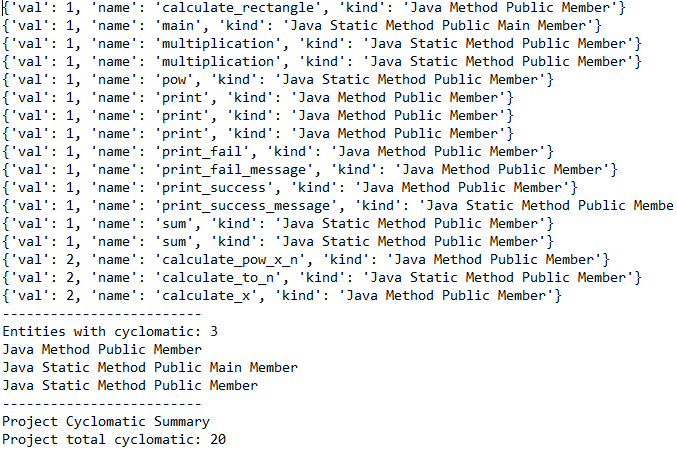 {'val': 1, 'name': 'calculate_rectangle', 'kind': 'Java Method Public Member'}
{'val': 1, 'name': 'main', 'kind': 'Java Static Method Public Main Member'}
{'val': 1, 'name': 'multiplication', 'kind': 'Java Static Method Public Member'}
{'val': 1, 'name': 'multiplication', 'kind': 'Java Static Method Public Member'}
{'val': 1, 'name': 'pow', 'kind': 'Java Static Method Public Member'}
{'val': 1, 'name': 'print', 'kind': 'Java Method Public Member'}
{'val': 1, 'name': 'print', 'kind': 'Java Method Public Member'}
{'val': 1, 'name': 'print', 'kind': 'Java Method Public Member'}
{'val': 1, 'name': 'print_fail', 'kind': 'Java Method Public Member'}
{'val': 1, 'name': 'print_fail_message', 'kind': 'Java Method Public Member'}
{'val': 1, 'name': 'print_success', 'kind': 'Java Method Public Member'}
{'val': 1, 'name': 'print_success_message', 'kind': 'Java Static Method Public Membe
{'val': 1, 'name': 'sum', 'kind': 'Java Static Method Public Member'}
{'val': 1, 'name': 'sum', 'kind': 'Java Static Method Public Member'}
{'val': 2, 'name': 'calculate_pow_x_n', 'kind': 'Java Method Public Member'}
{'val': 2, 'name': 'calculate_to_n', 'kind': 'Java Static Method Public Member'}
{'val': 2, 'name': 'calculate_x', 'kind': 'Java Method Public Member'}
-------------------------
Entities with cyclomatic: 3
Java Method Public Member
Java Static Method Public Main Member
Java Static Method Public Member
-------------------------
Project Cyclomatic Summary
Project total cyclomatic: 20